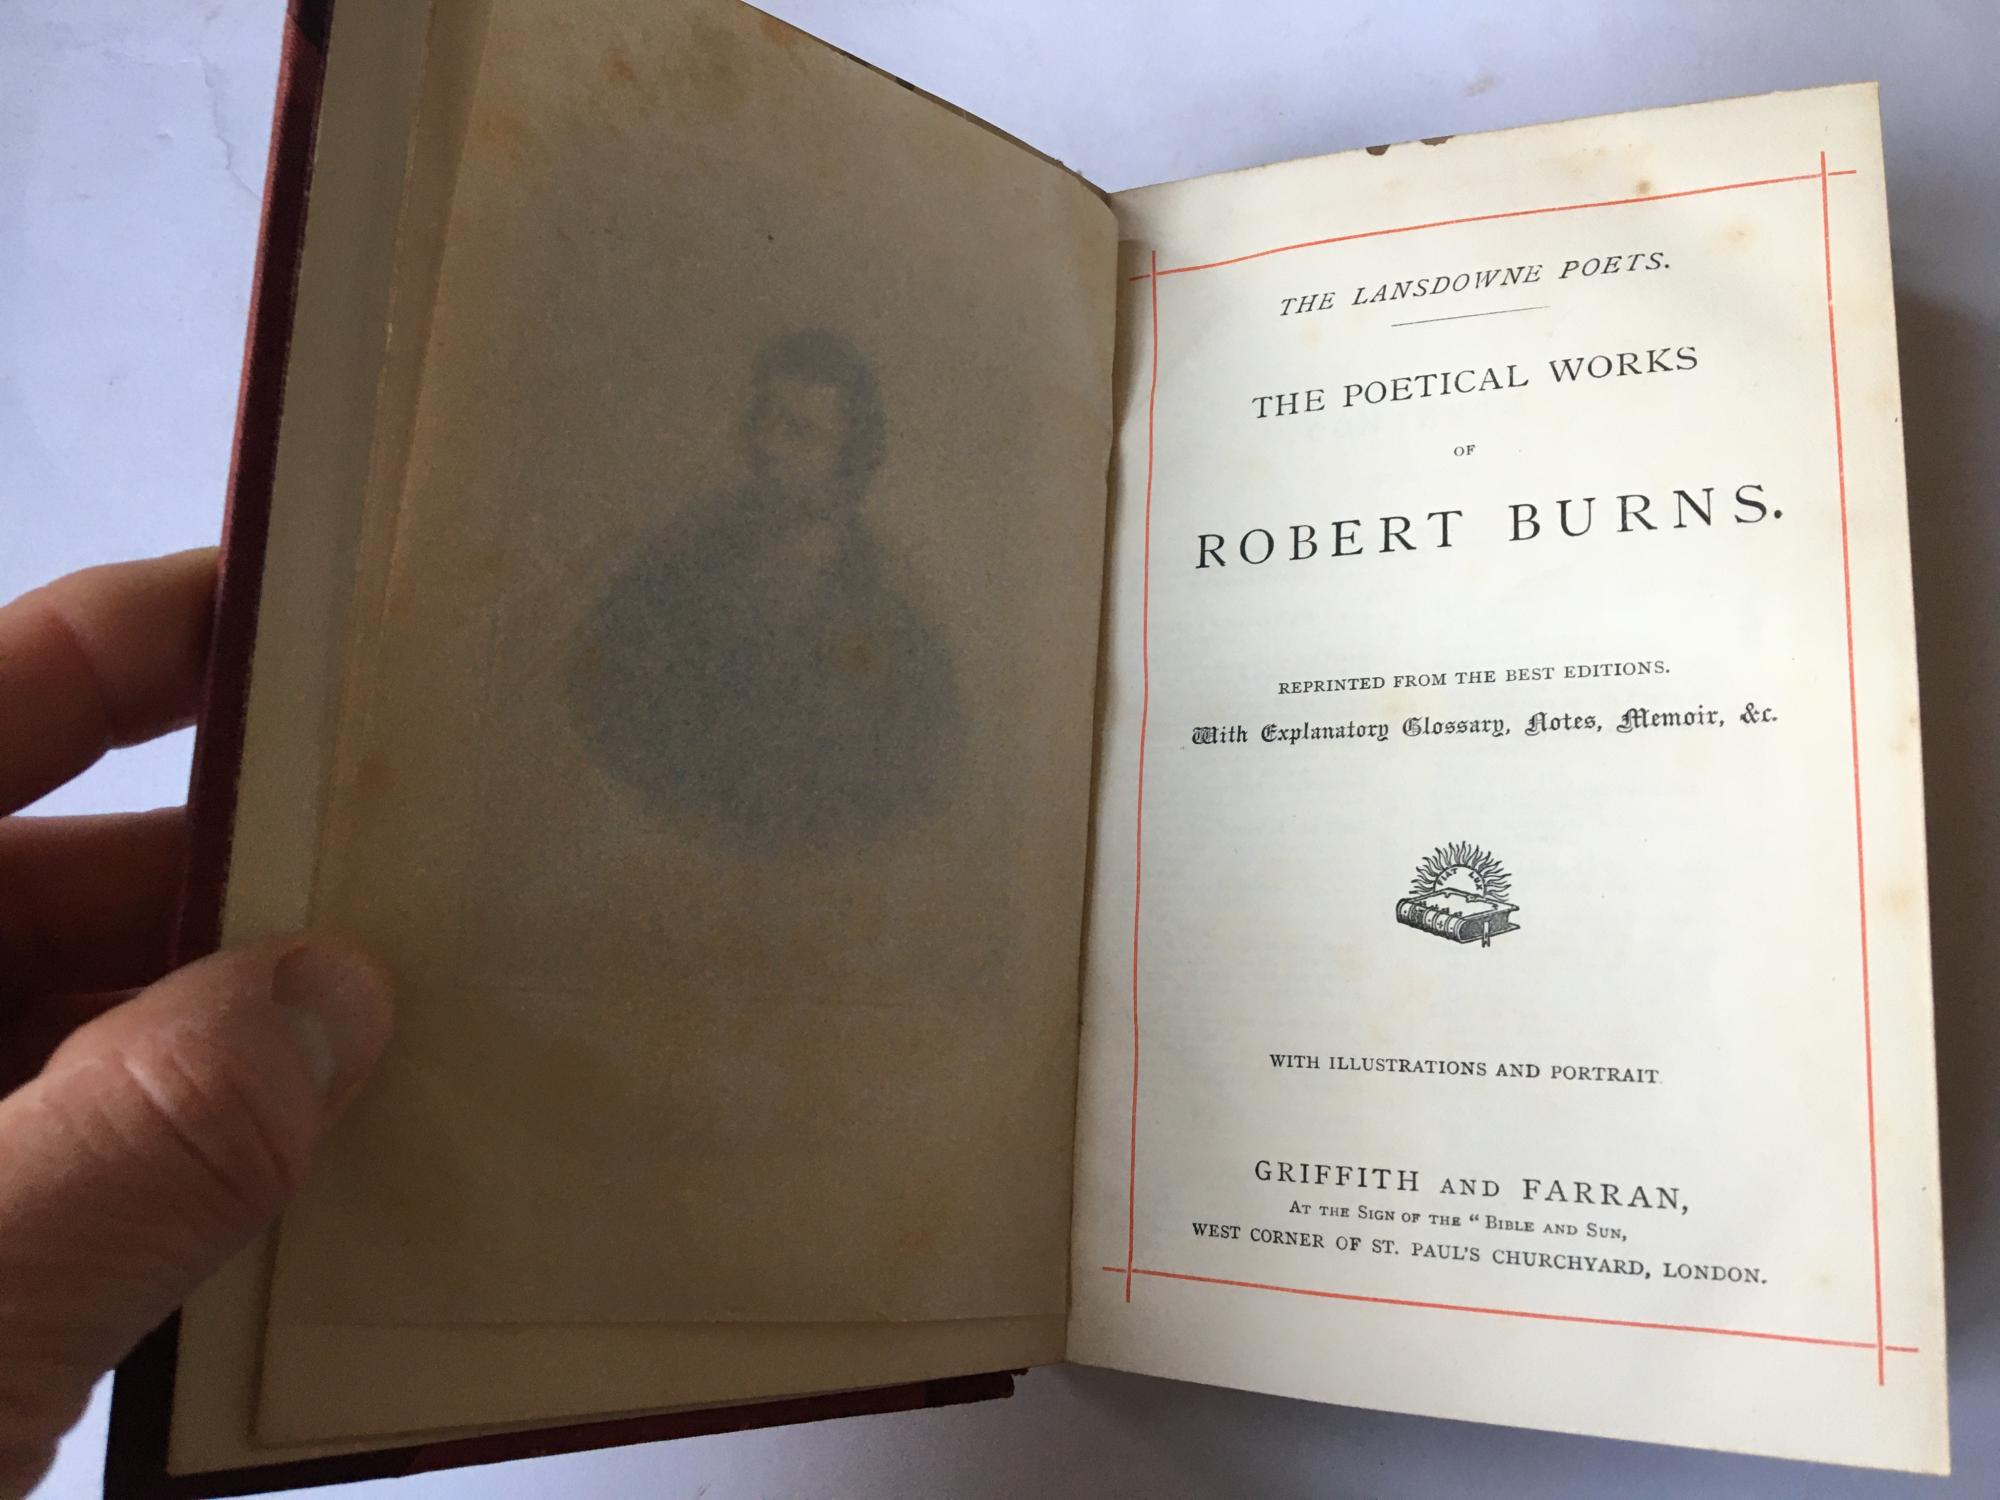 THE LANSDOWNE POETS.
THE POETICAL WORKS
OF
ROBERT BURNS.
REPRINTED FROM THE BEST EDITIONS.
With Explanatory Glossary, Notes, Memoir, &c.
FIAT LUX
WITH ILLUSTRATIONS AND PORTRAIT
GRIFFITH AND FARRAN,
AT THE SIGN OF THE “ BIBLE AND SUN,
WEST CORNER OF ST. PAUL'S CHURCHYARD, LONDON.